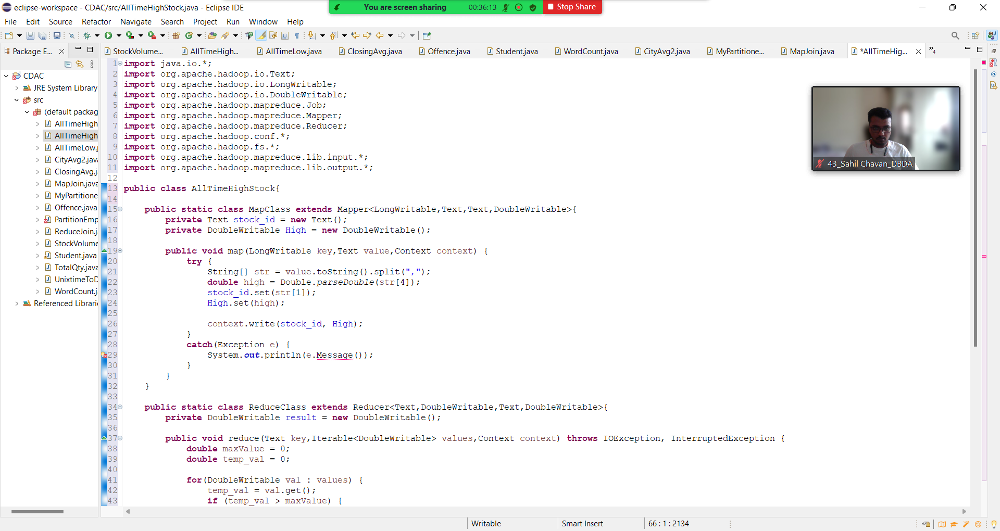 eclipse-workspace - CDAC/src/AllTimeHighStock.java - Eclipse IDE
You are screen sharing
00:36:13
Stop Share
File Edit Source Refactor Navigate Search Project Run Window Help
Package E...
StockVolume... AllTimeHigh... AllTimeLow.java ClosingAvg.java Offence.java Student.java WordCount.java CityAvg2.java MyPartitione... MapJoin.java *AllTimeHig... »4
CDAC
JRE System Library
src
(default packag
AllTimeHigh
AllTimeHigh
AllTimeLow.j
CityAvg2.java
ClosingAvg.j
MapJoin.java
MyPartitione
Offence.java
PartitionEmp
ReduceJoin.j
StockVolume
Student.java
TotalQty.java
UnixtimeToD
WordCount.j
Referenced Librari
1 import java.io.*;
2 import org.apache.hadoop.io.Text;
3 import org.apache.hadoop.io.LongWritable;
4 import org.apache.hadoop.io.DoubleWritable;
5 import org.apache.hadoop.mapreduce.Job;
6 import org.apache.hadoop.mapreduce.Mapper;
7 import org.apache.hadoop.mapreduce.Reducer;
8 import org.apache.hadoop.conf.*;
9 import org.apache.hadoop.fs.*;
10 import org.apache.hadoop.mapreduce.lib.input.*;
11 import org.apache.hadoop.mapreduce.lib.output.*;
12
13 public class AllTimeHighStock{
14
15 public static class MapClass extends Mapper<LongWritable,Text,Text,DoubleWritable>{
16 private Text stock_id = new Text();
17 private DoubleWritable High = new DoubleWritable();
18
19 public void map(LongWritable key,Text value,Context context) {
20 try {
21 String[] str = value.toString().split(",");
22 double high = Double.parseDouble(str[4]);
23 stock_id.set(str[1]);
24 High.set(high);
25
26 context.write(stock_id, High);
27 }
28 catch(Exception e) {
29 System.out.println(e.Message());
30 }
31 }
32 }
33
34 public static class ReduceClass extends Reducer<Text,DoubleWritable,Text,DoubleWritable>{
35 private DoubleWritable result = new DoubleWritable();
36
37 public void reduce(Text key,Iterable<DoubleWritable> values,Context context) throws IOException, InterruptedException {
38 double maxValue = 0;
39 double temp_val = 0;
40
41 for(DoubleWritable val : values) {
42 temp_val = val.get();
43 if (temp_val > maxValue) {
43_Sahil Chavan_DBDA
Writable
Smart Insert
66 : 1 : 2134